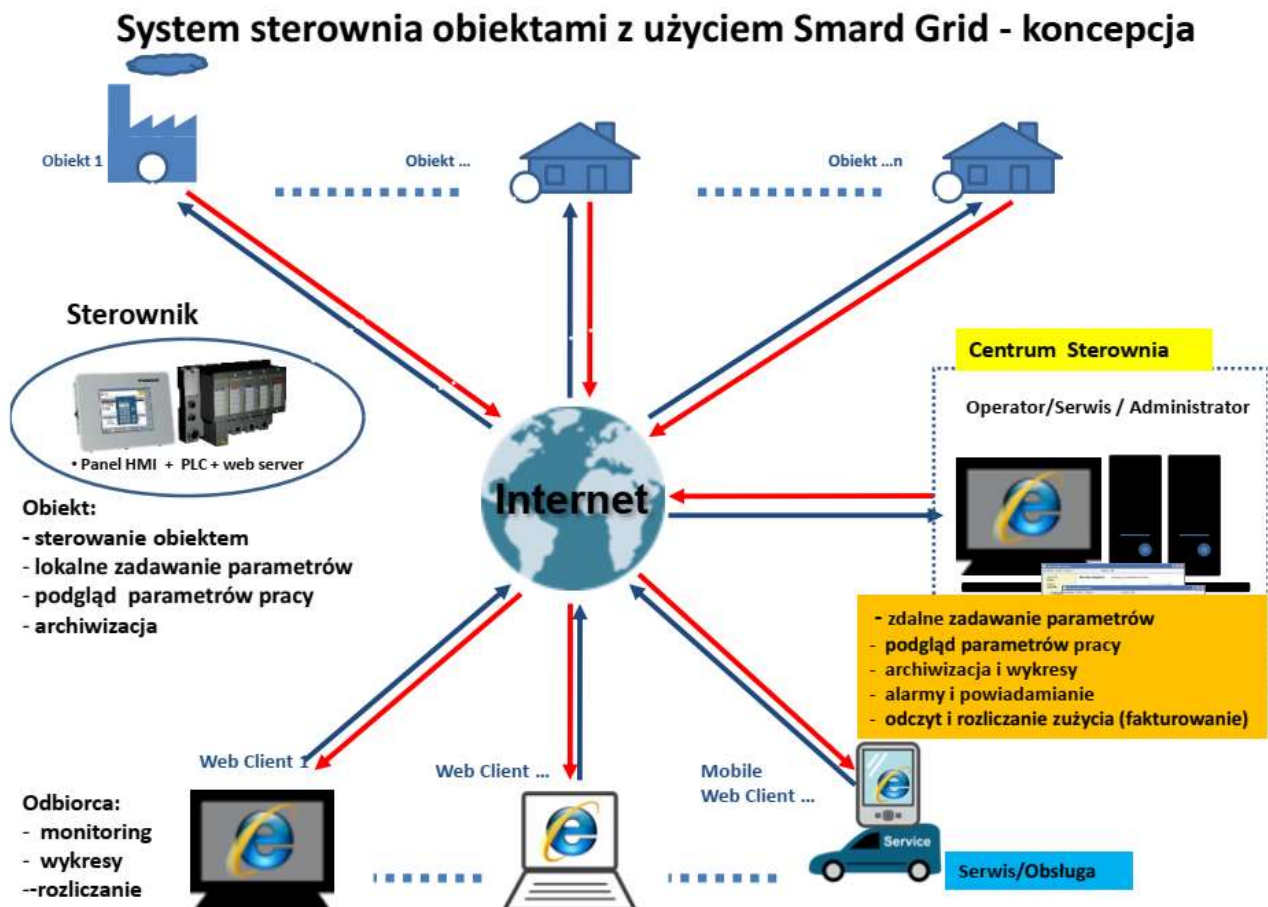 System sterownia obiektami z użyciem Smard Grid - koncepcja
Obiekt 1
Obiekt ...
Obiekt ...n
Sterownik
• Panel HMI + PLC + web server
Obiekt:
- sterowanie obiektem
- lokalne zadawanie parametrów
- podgląd parametrów pracy
- archiwizacja
Internet
Centrum Sterownia
Operator/Serwis / Administrator
- zdalne zadawanie parametrów
- podgląd parametrów pracy
- archiwizacja i wykresy
- alarmy i powiadamianie
- odczyt i rozliczanie zużycia (fakturowanie)
Web Client 1
Web Client ...
Mobile
Web Client ...
Odbiorca:
- monitoring
- wykresy
--rozliczanie
Service
Serwis/Obsługa